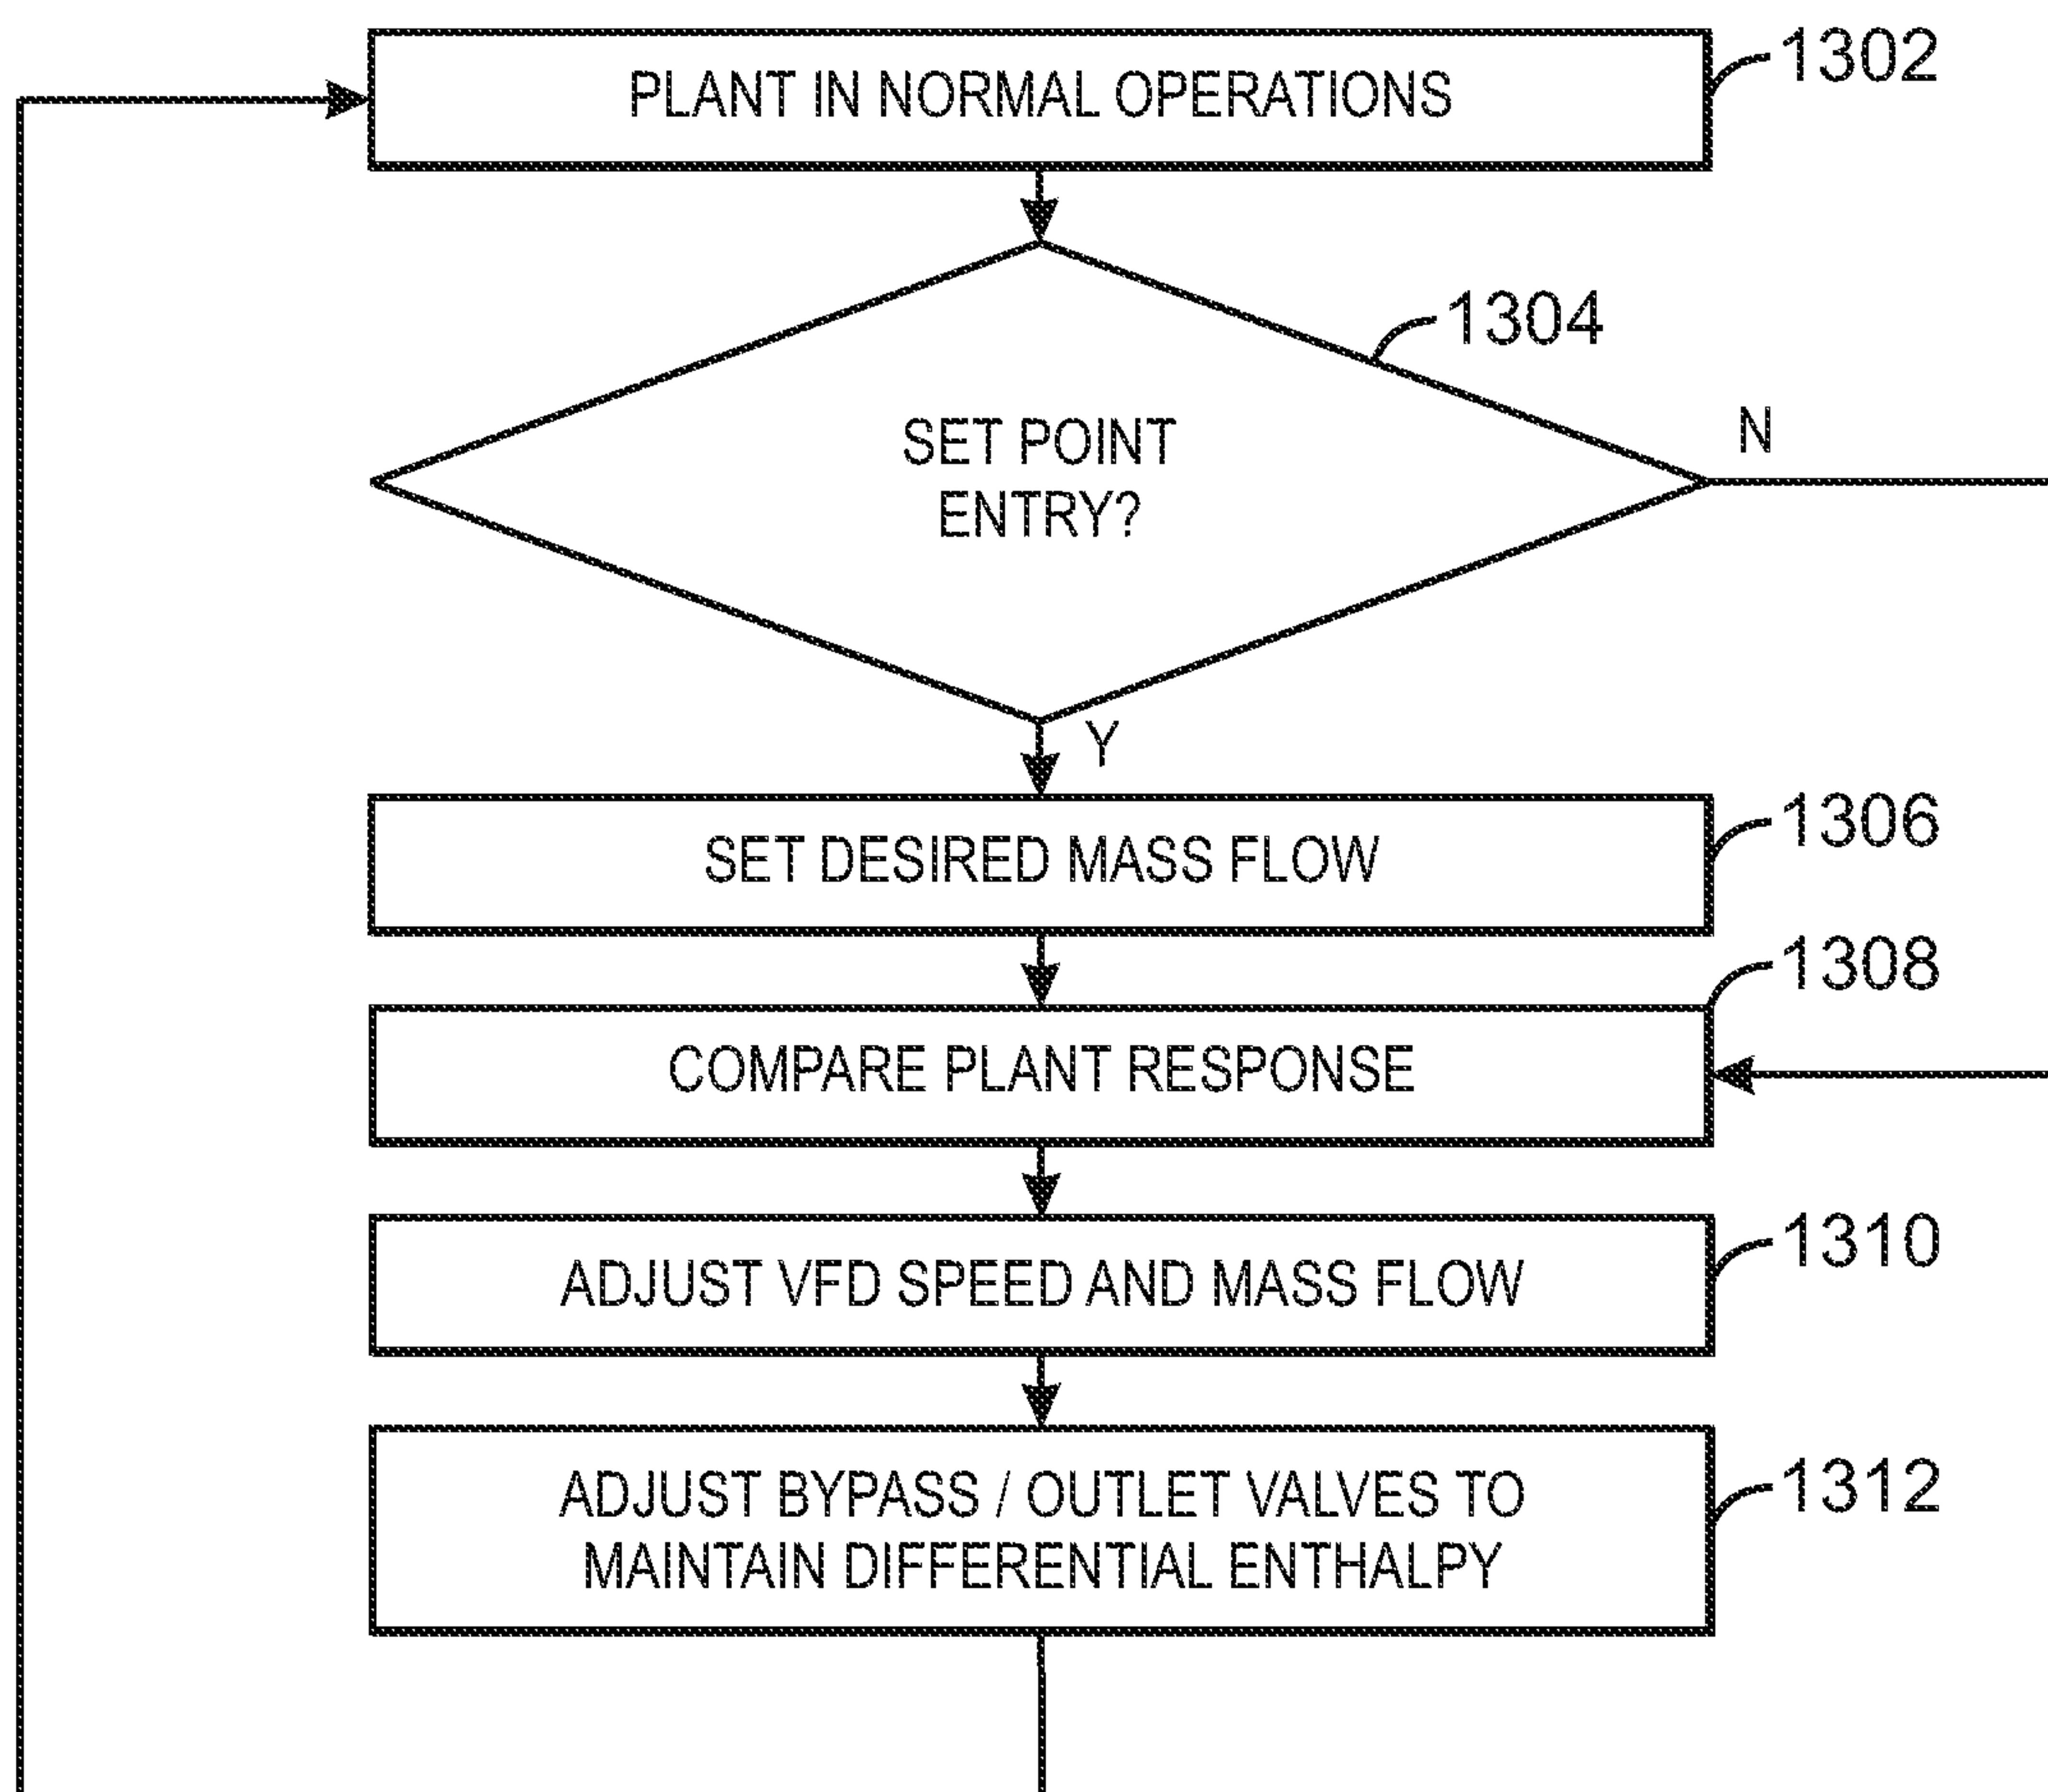 PLANT IN NORMAL OPERATIONS
1302
1304
SET POINT
ENTRY?
N
Y
SET DESIRED MASS FLOW
1306
COMPARE PLANT RESPONSE
1308
ADJUST VFD SPEED AND MASS FLOW
1310
ADJUST BYPASS / OUTLET VALVES TO
MAINTAIN DIFFERENTIAL ENTHALPY
1312